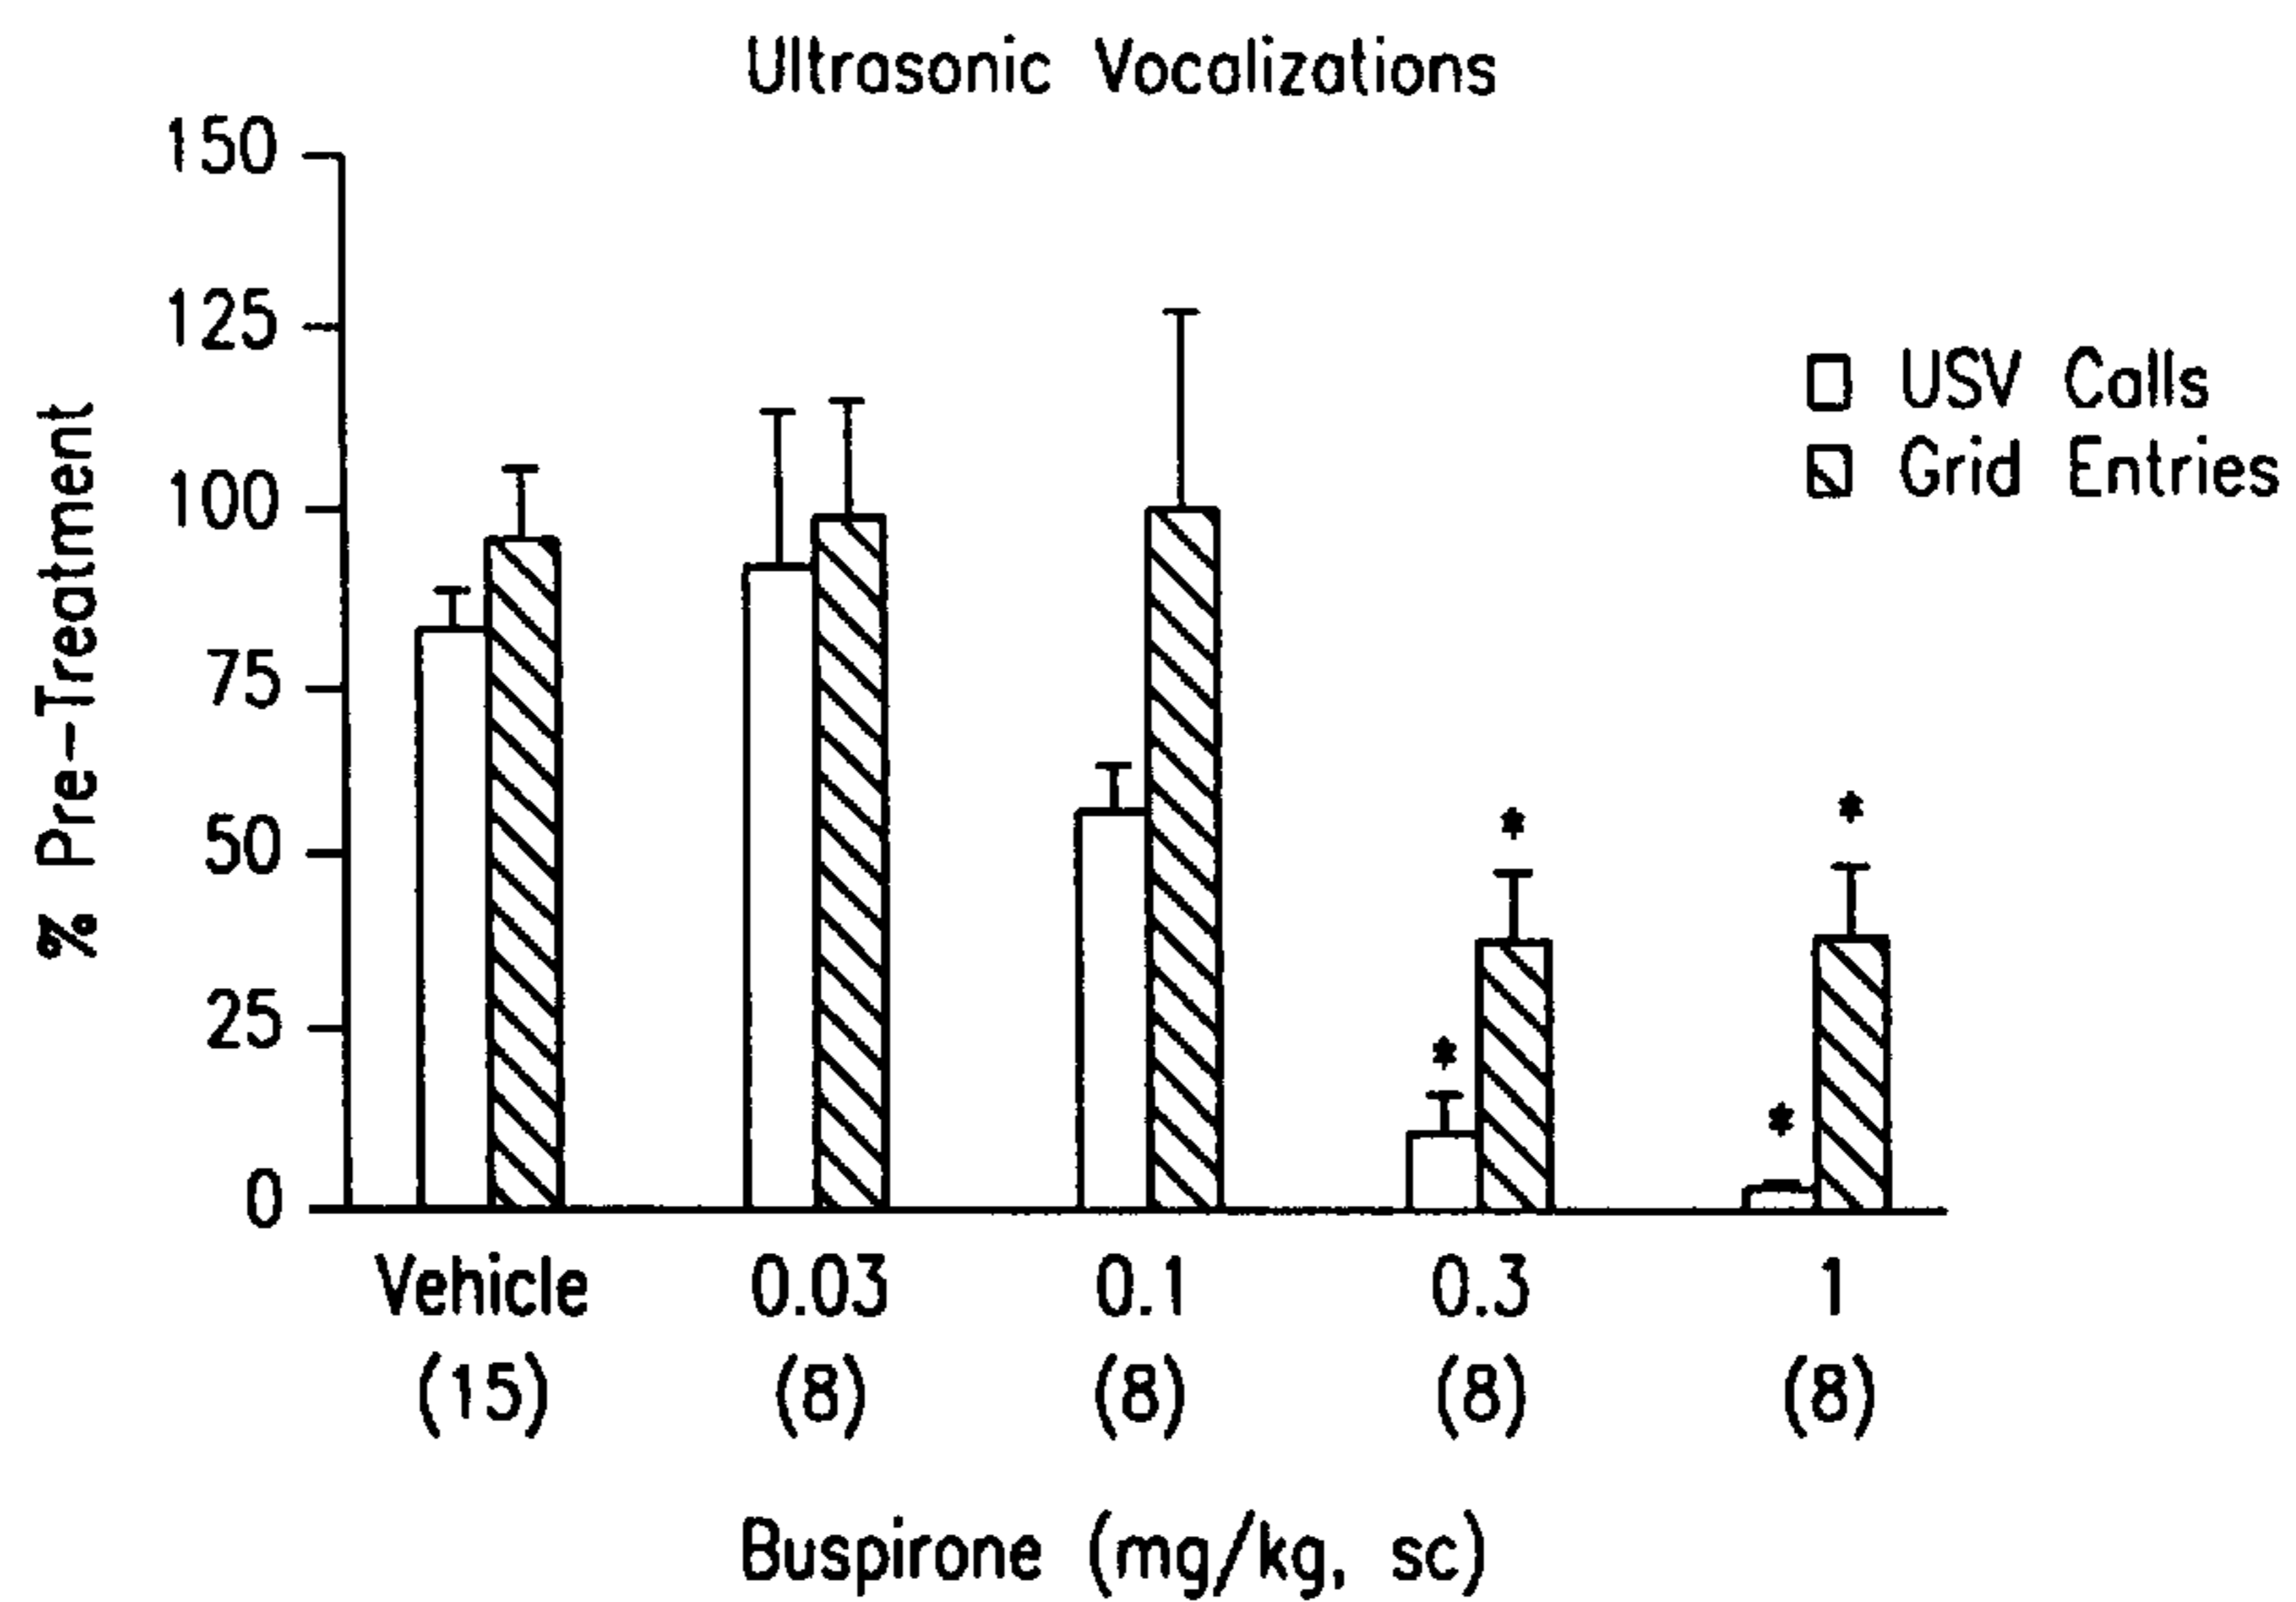 Ultrasonic Vocalizations
% Pre-Treatment
150
125
100
75
50
25
0
USV Calls
Grid Entries
*
*
*
*
Vehicle 0.03 0.1 0.3 1
(15) (8) (8) (8) (8)
Buspirone (mg/kg, sc)